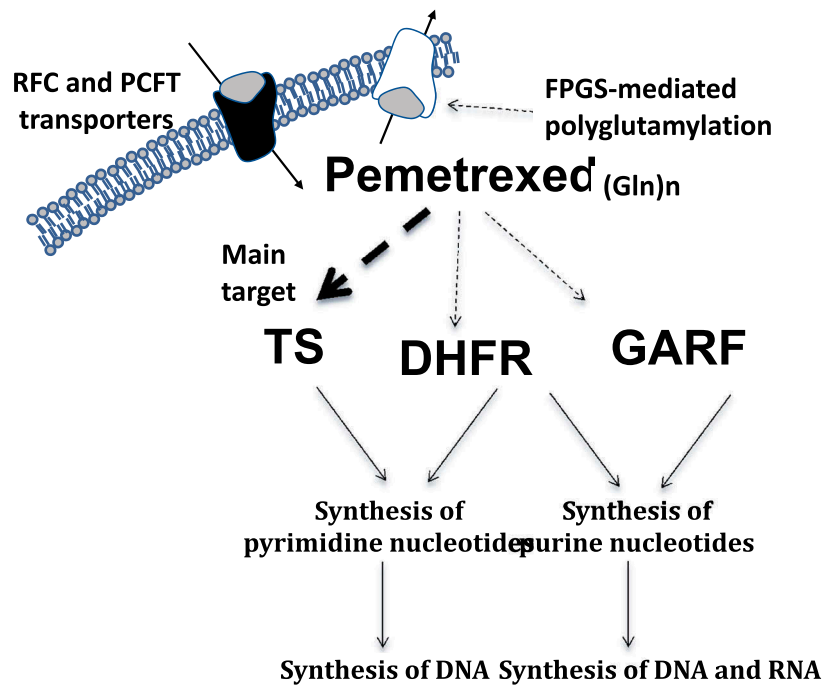 RFC and PCFT
transporters
FPGS-mediated
polyglutamylation
Pemetrexed (Gln)n
Main
target
TS
DHFR
GARF
Synthesis of
pyrimidine nucleotides
Synthesis of
purine nucleotides
Synthesis of DNA
Synthesis of DNA and RNA